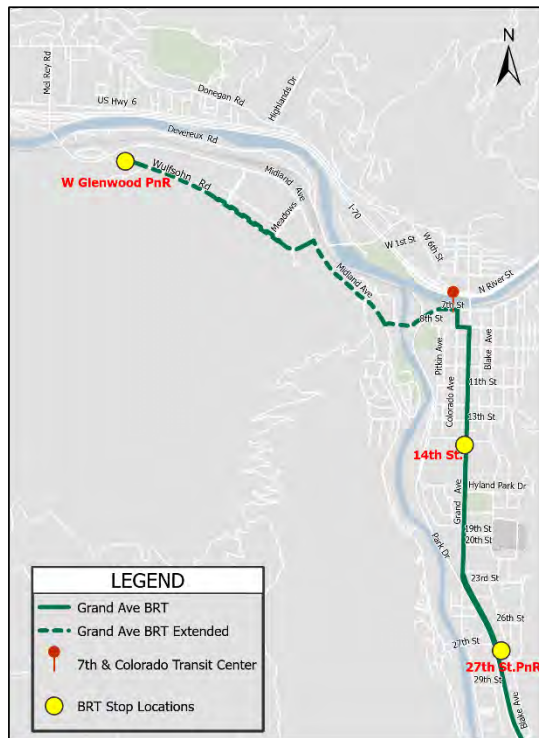 N
Mel Rey Rd
Donegan Rd
Highlands Dr
US Hwy 6
Devereux Rd
W Glenwood PnR
Wulfsohn Rd
Midland Ave
Meadows
I-70
W 1st St
W 6th St
N River St
Midland Ave
7th St
8th St
Pitkin Ave
Colorado Ave
Blake Ave
11th St
13th St
14th St.
Grand Ave
Hyland Park Dr
19th St
20th St
Park Dr
23rd St
26th St
27th St
27th St.PnR
29th St
Blake Ave
LEGEND
Grand Ave BRT
Grand Ave BRT Extended
7th & Colorado Transit Center
BRT Stop Locations